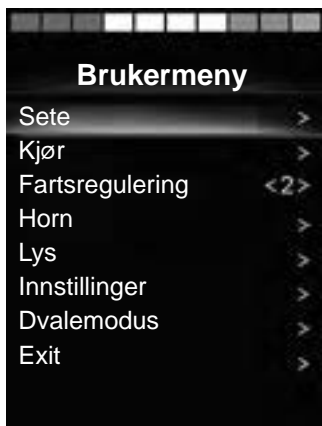 Brukermeny
Sete >
Kjør >
Fartsregulering <2>
Horn >
Lys >
Innstillinger >
Dvalemodus >
Exit >